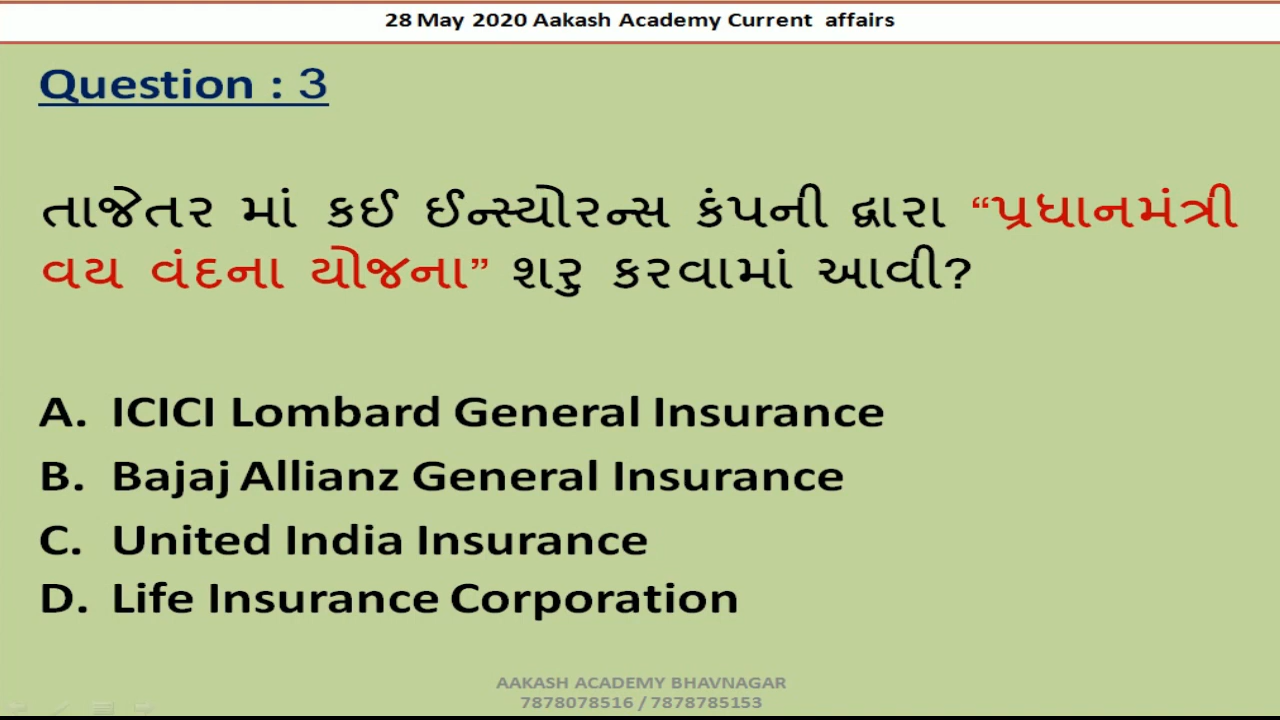 28 May 2020 Aakash Academy Current affairs
Question : 3
તાજેતર માં કઈ ઈન્સ્યોરન્સ કંપની દ્વારા “પ્રધાનમંત્રી
વય વંદના યોજના” શરુ કરવામાં આવી?
A. ICICI Lombard General Insurance
B. Bajaj Allianz General Insurance
C. United India Insurance
D. Life Insurance Corporation
AAKASH ACADEMY BHAVNAGAR
7878078516 / 7878785153